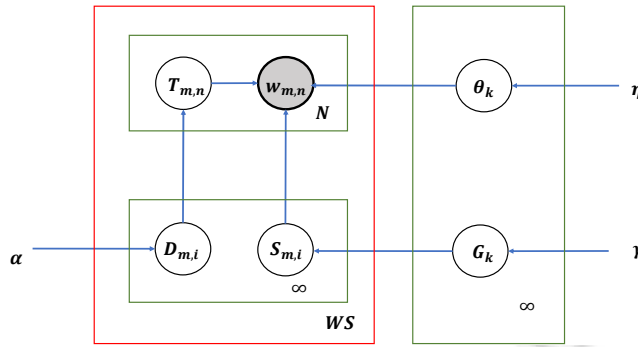 T_{m,n} w_{m,n} θ_k η
N
α D_{m,i} S_{m,i} G_k γ
∞ ∞
WS